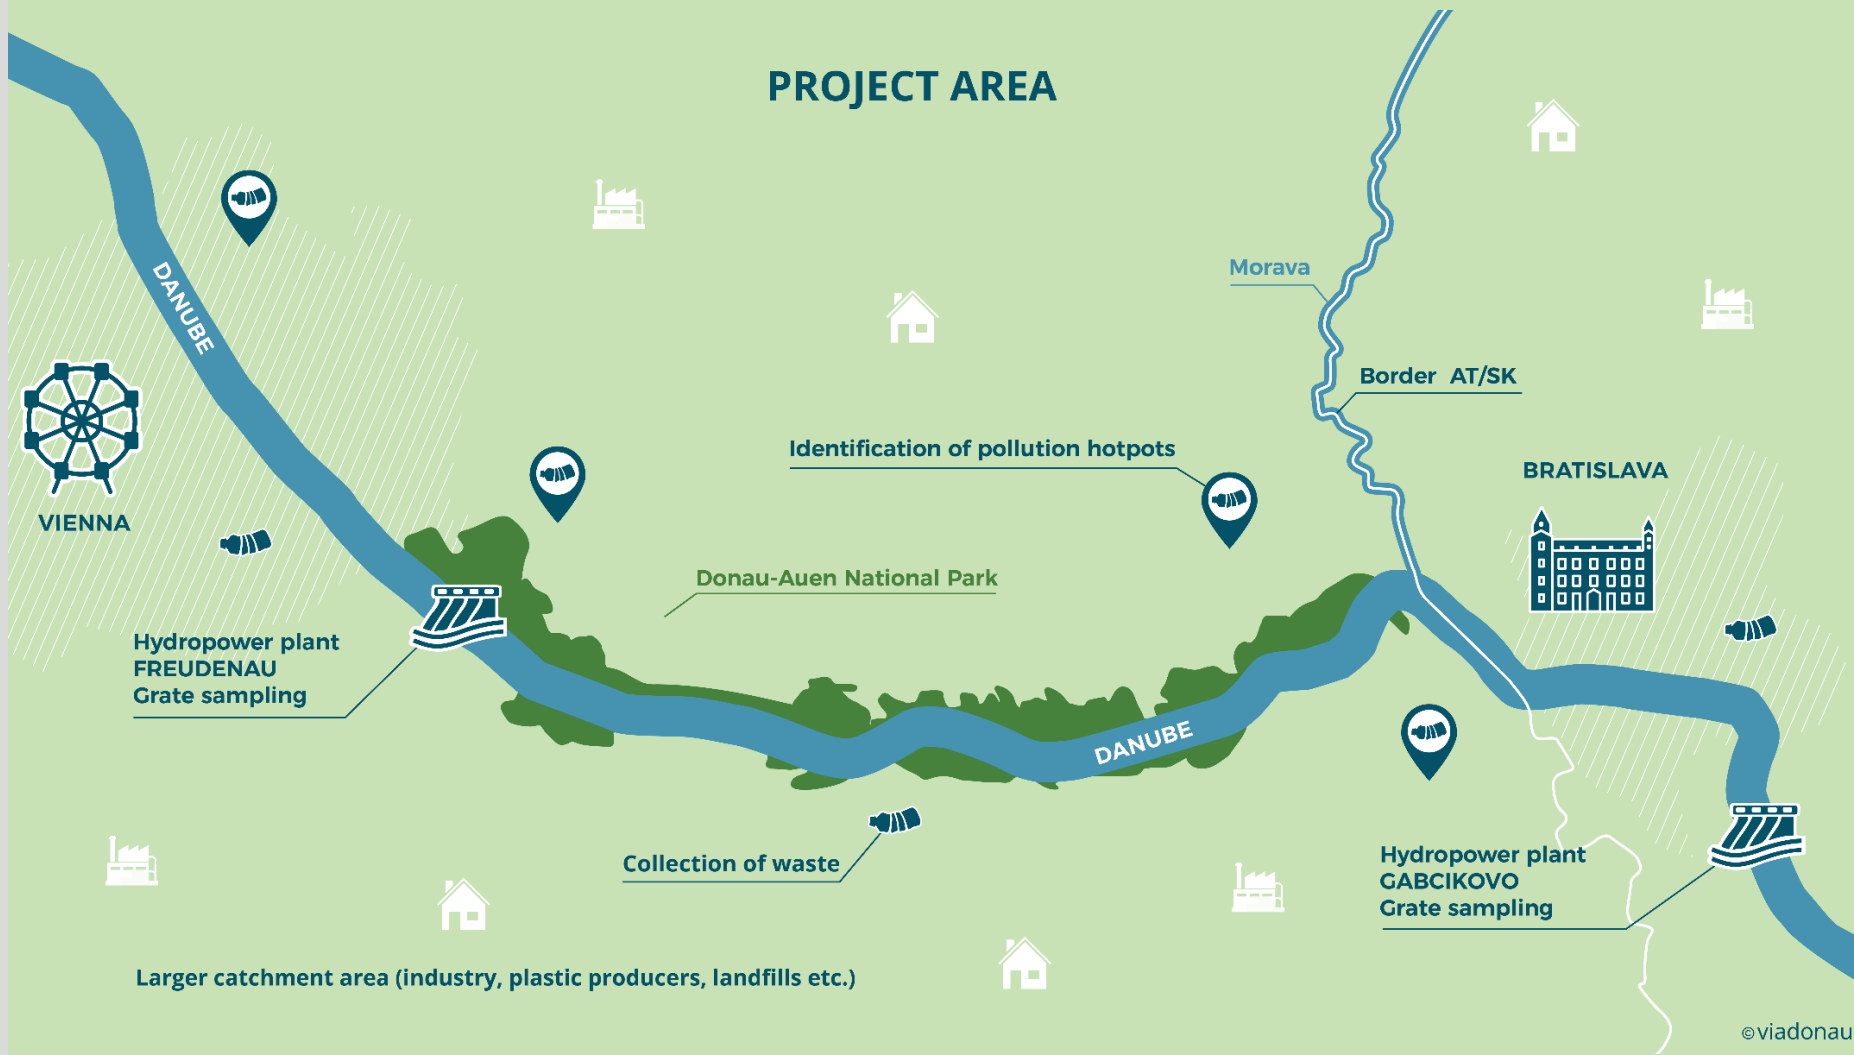 PROJECT AREA
DANUBE
Morava
Border AT/SK
Identification of pollution hotpots
BRATISLAVA
VIENNA
Donau-Auen National Park
Hydropower plant
FREUDENAU
Grate sampling
DANUBE
Collection of waste
Hydropower plant
GABCIKOVO
Grate sampling
Larger catchment area (industry, plastic producers, landfills etc.)
©viadonau